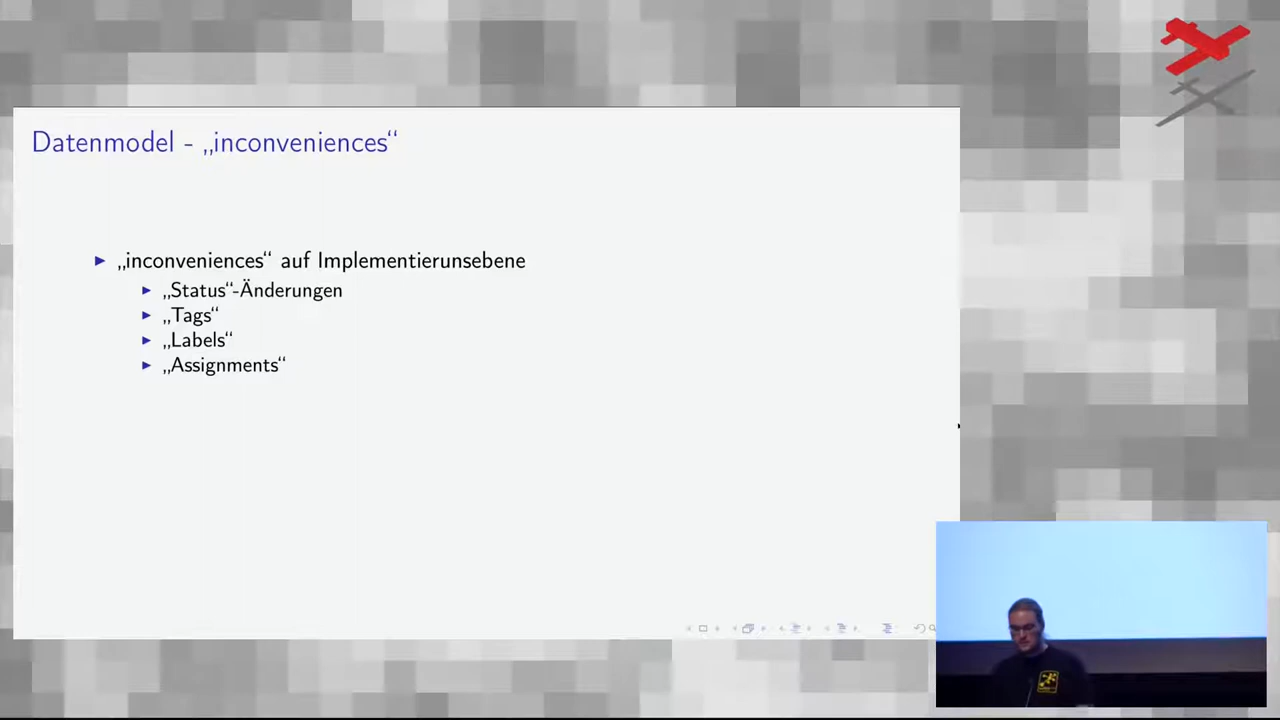 Datenmodel - „inconveniences“
„inconveniences“ auf Implementierunsebene
„Status“-Änderungen
„Tags“
„Labels“
„Assignments“